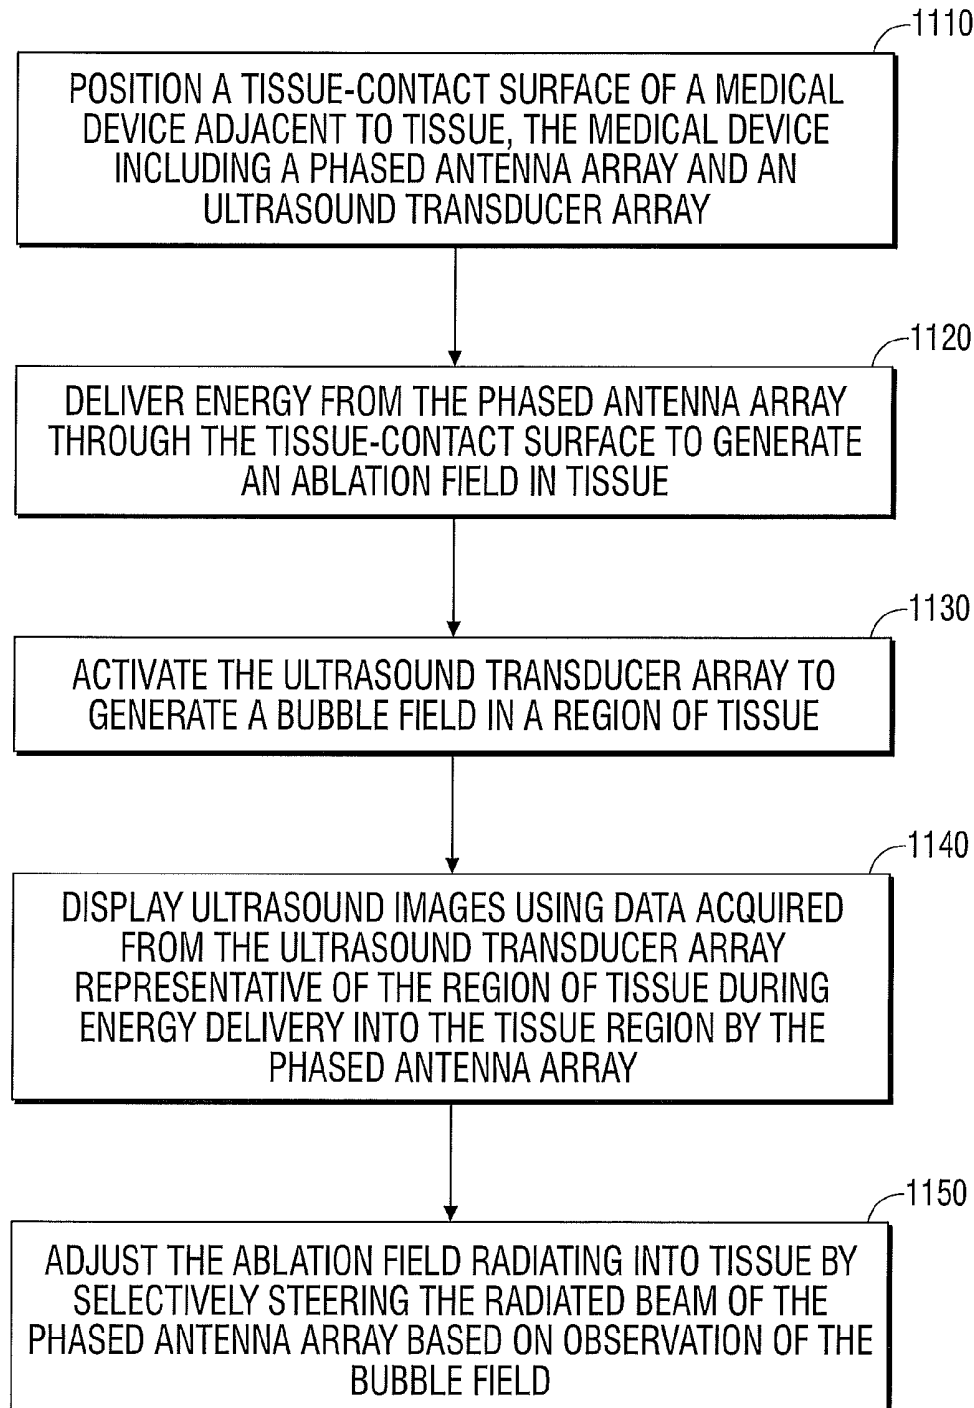 1110
POSITION A TISSUE-CONTACT SURFACE OF A MEDICAL
DEVICE ADJACENT TO TISSUE, THE MEDICAL DEVICE
INCLUDING A PHASED ANTENNA ARRAY AND AN
ULTRASOUND TRANSDUCER ARRAY
1120
DELIVER ENERGY FROM THE PHASED ANTENNA ARRAY
THROUGH THE TISSUE-CONTACT SURFACE TO GENERATE
AN ABLATION FIELD IN TISSUE
1130
ACTIVATE THE ULTRASOUND TRANSDUCER ARRAY TO
GENERATE A BUBBLE FIELD IN A REGION OF TISSUE
1140
DISPLAY ULTRASOUND IMAGES USING DATA ACQUIRED
FROM THE ULTRASOUND TRANSDUCER ARRAY
REPRESENTATIVE OF THE REGION OF TISSUE DURING
ENERGY DELIVERY INTO THE TISSUE REGION BY THE
PHASED ANTENNA ARRAY
1150
ADJUST THE ABLATION FIELD RADIATING INTO TISSUE BY
SELECTIVELY STEERING THE RADIATED BEAM OF THE
PHASED ANTENNA ARRAY BASED ON OBSERVATION OF THE
BUBBLE FIELD